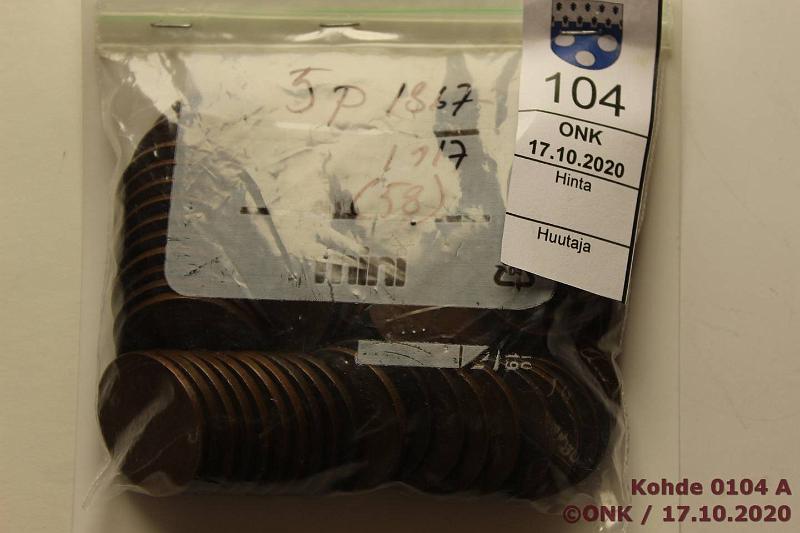 5 p 1867-
1917
(58)
mini
104
ONK
17.10.2020
Hinta
Huutaja
Kohde 0104 A
©ONK / 17.10.2020